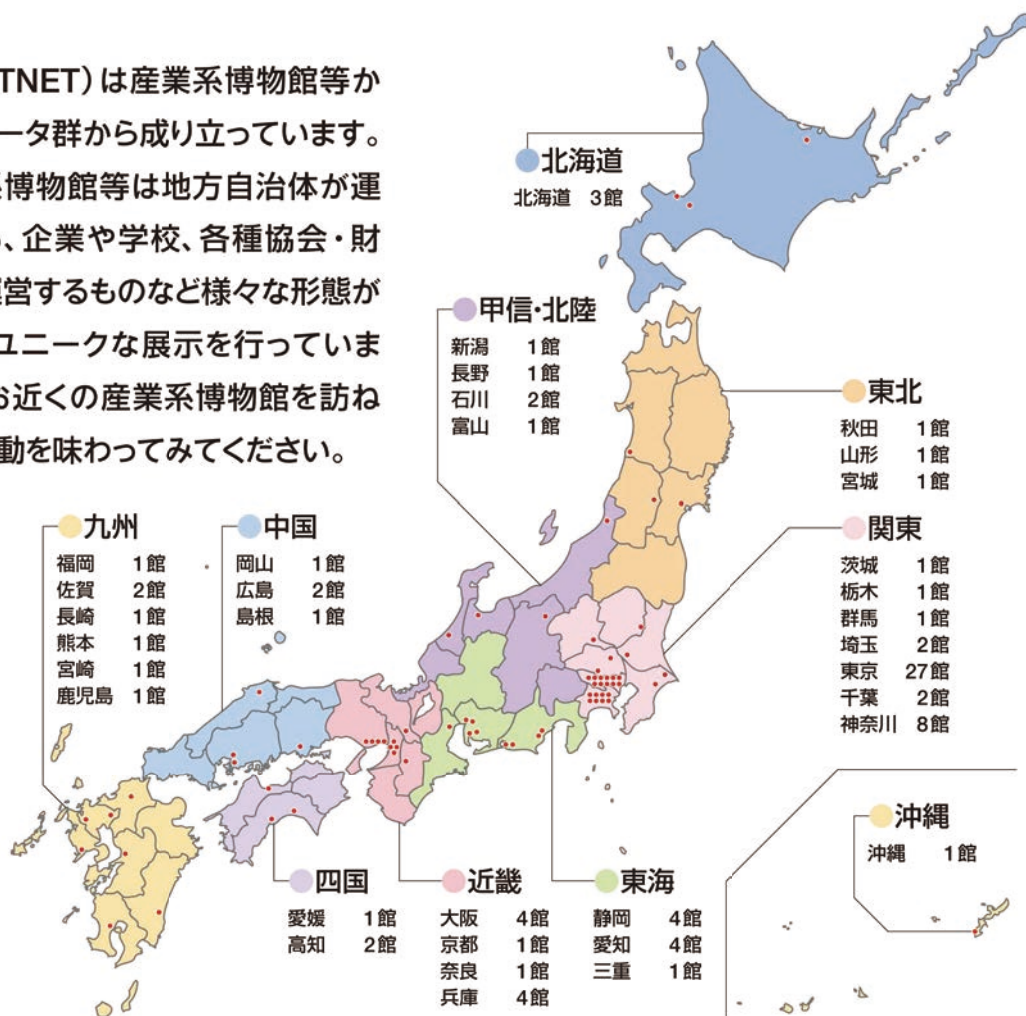 TNET）は産業系博物館等か
ータ群から成り立っています。
博物館等は地方自治体が運
、企業や学校、各種協会・財
営するものなど様々な形態が
ユニークな展示を行っていま
近くの産業系博物館を訪ね
動を味わってみてください。
北海道
北海道 3館
甲信・北陸
新潟 1館
長野 1館
石川 2館
富山 1館
東北
秋田 1館
山形 1館
宮城 1館
九州
福岡 1館
佐賀 2館
長崎 1館
熊本 1館
宮崎 1館
鹿児島 1館
中国
岡山 1館
広島 2館
島根 1館
関東
茨城 1館
栃木 1館
群馬 1館
埼玉 2館
東京 27館
千葉 2館
神奈川 8館
沖縄
沖縄 1館
四国
愛媛 1館
高知 2館
近畿
大阪 4館
京都 1館
奈良 1館
兵庫 4館
東海
静岡 4館
愛知 4館
三重 1館